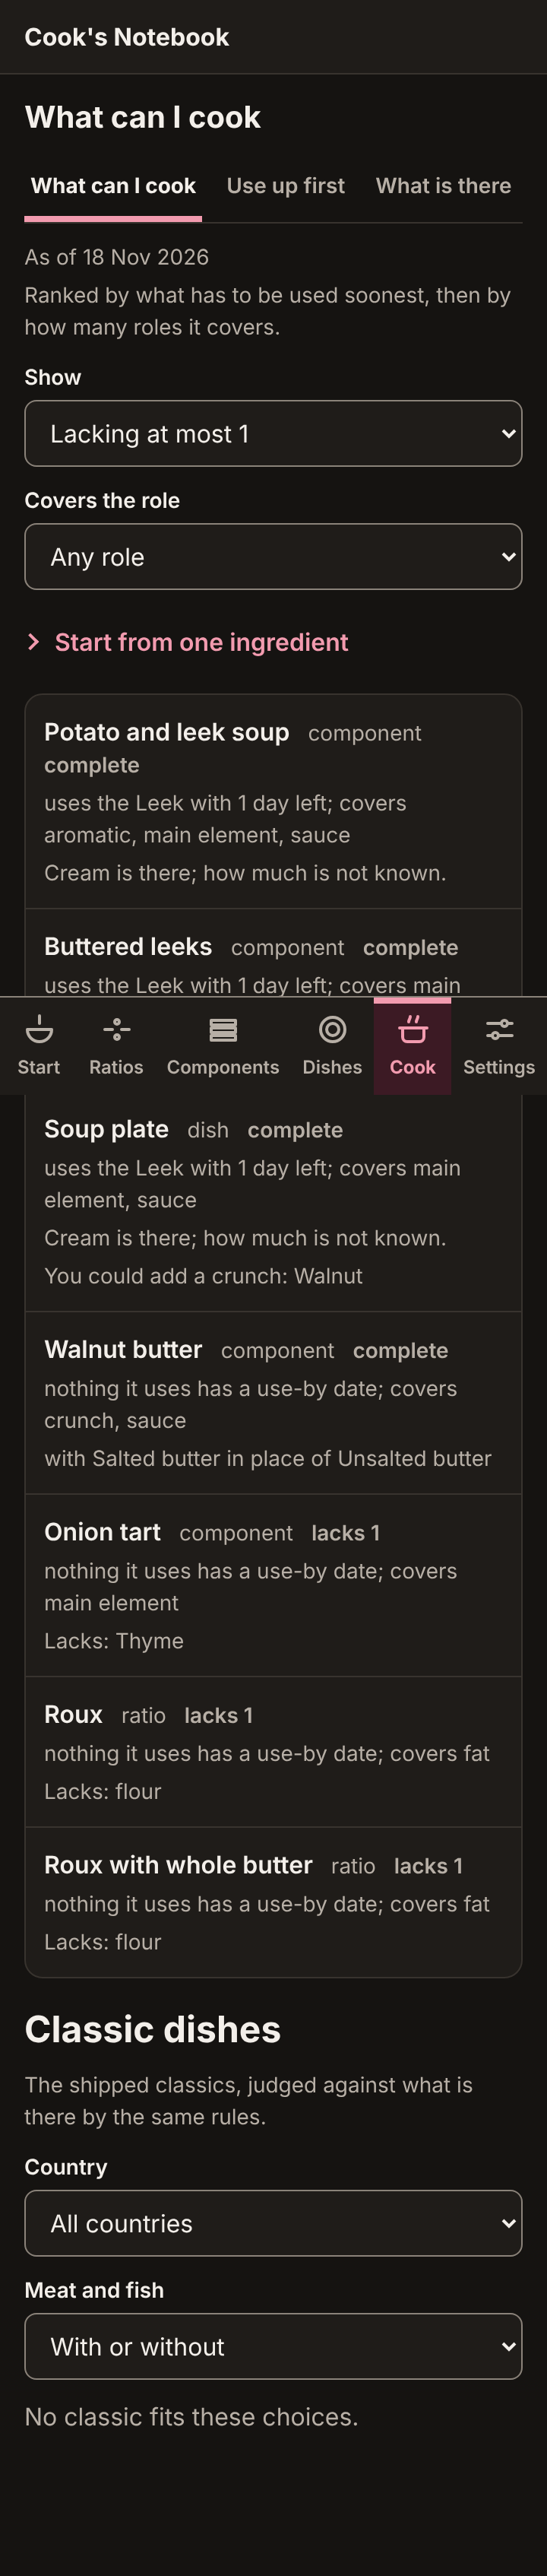 Cook's Notebook
What can I cook
What can I cook Use up first What is there
As of 18 Nov 2026
Ranked by what has to be used soonest, then by
how many roles it covers.
Show
Lacking at most 1
Covers the role
Any role
Start from one ingredient
Potato and leek soup component
complete
uses the Leek with 1 day left; covers
aromatic, main element, sauce
Cream is there; how much is not known.
Buttered leeks component complete
uses the Leek with 1 day left; covers main
Start Ratios Components Dishes Cook Settings
Soup plate dish complete
uses the Leek with 1 day left; covers main
element, sauce
Cream is there; how much is not known.
You could add a crunch: Walnut
Walnut butter component complete
nothing it uses has a use-by date; covers
crunch, sauce
with Salted butter in place of Unsalted butter
Onion tart component lacks 1
nothing it uses has a use-by date; covers
main element
Lacks: Thyme
Roux ratio lacks 1
nothing it uses has a use-by date; covers fat
Lacks: flour
Roux with whole butter ratio lacks 1
nothing it uses has a use-by date; covers fat
Lacks: flour
Classic dishes
The shipped classics, judged against what is
there by the same rules.
Country
All countries
Meat and fish
With or without
No classic fits these choices.